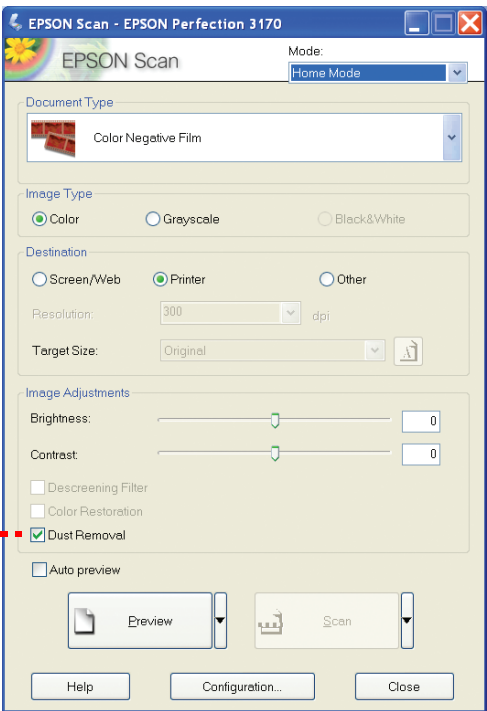 EPSON Scan - EPSON Perfection 3170
EPSON Scan
Mode:
Home Mode
Document Type
Color Negative Film
Image Type
Color Grayscale Black&White
Destination
Screen/Web Printer Other
Resolution: 300 dpi
Target Size: Original
Image Adjustments
Brightness: 0
Contrast: 0
Descreening Filter
Color Restoration
Dust Removal
Auto preview
Preview Scan
Help Configuration... Close